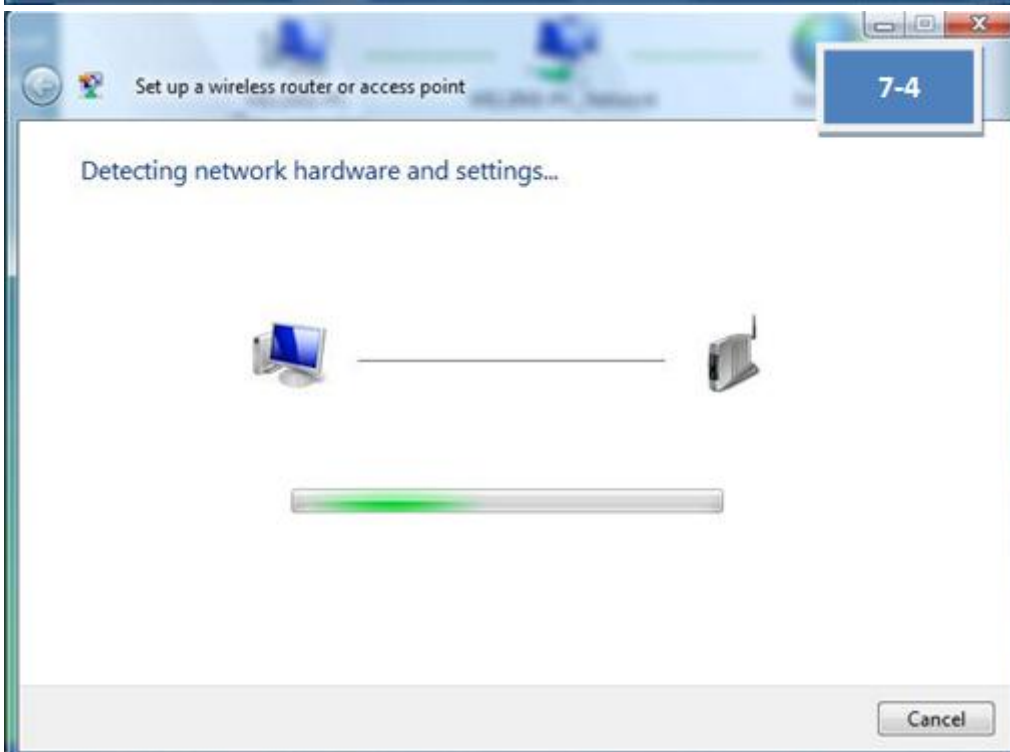 Set up a wireless router or access point
7-4
Detecting network hardware and settings...
Cancel